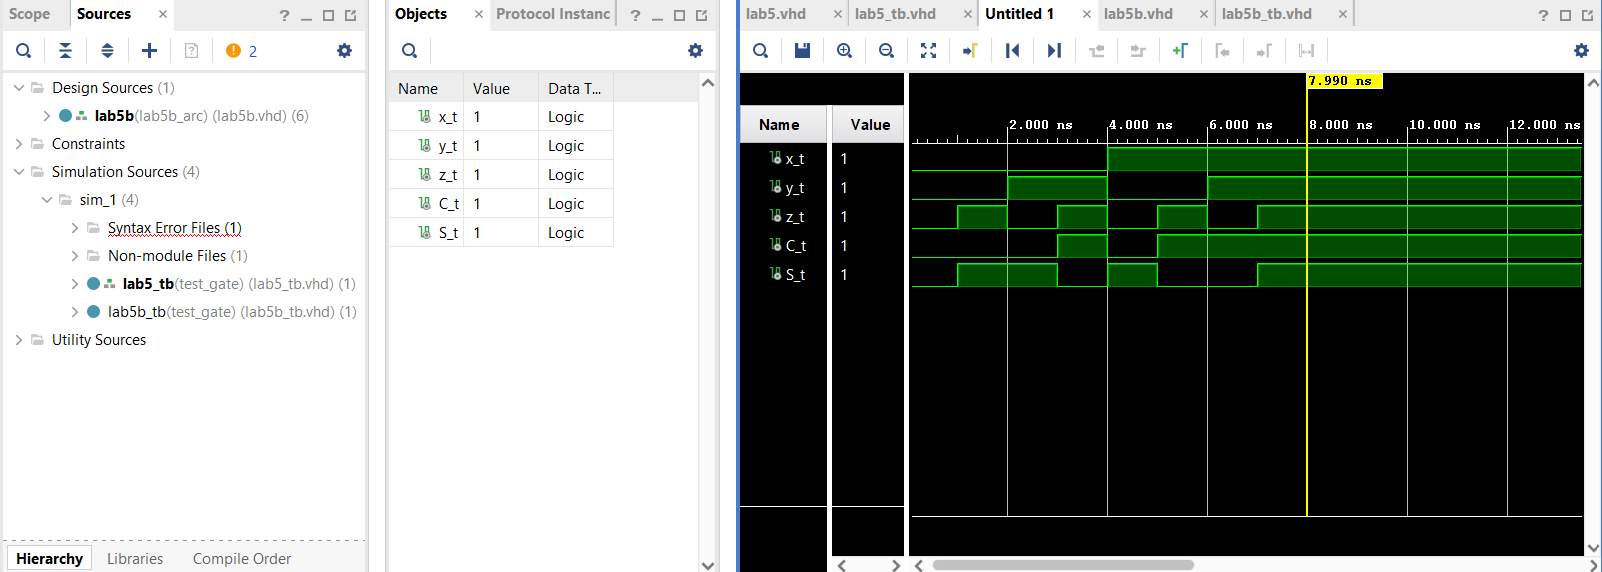 Scope
Sources
Design Sources (1)
lab5b(lab5b_arc) (lab5b.vhd) (6)
Constraints
Simulation Sources (4)
sim_1 (4)
Syntax Error Files (1)
Non-module Files (1)
lab5_tb(test_gate) (lab5_tb.vhd) (1)
lab5b_tb(test_gate) (lab5b_tb.vhd) (1)
Utility Sources
Hierarchy
Libraries
Compile Order
2
Objects
Protocol Instanc
Name Value Data T...
x_t 1 Logic
y_t 1 Logic
z_t 1 Logic
C_t 1 Logic
S_t 1 Logic
lab5.vhd
lab5_tb.vhd
Untitled 1
lab5b.vhd
lab5b_tb.vhd
7.990 ns
Name Value
2.000 ns 4.000 ns 6.000 ns 8.000 ns 10.000 ns 12.000 ns
x_t 1
y_t 1
z_t 1
C_t 1
S_t 1